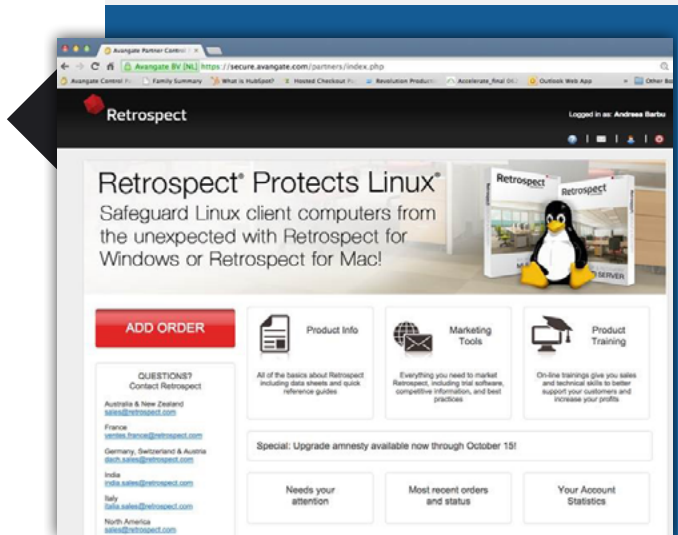 Avangate Partner Control
Avangate BV [NL] https://secure.avangate.com/partners/index.php
Avangate Control Family Summary What is HubSpot? Hosted Checkout Revolution Product Accelerate_final Outlook Web App Other
Retrospect
Logged in as: Andreea Barbu
Retrospect® Protects Linux®
Safeguard Linux client computers from
the unexpected with Retrospect for
Windows or Retrospect for Mac!
Retrospect
Retrospect
SERVER
ADD ORDER
Product Info
Marketing
Tools
Product
Training
QUESTIONS?
Contact Retrospect
All of the basics about Retrospect
including data sheets and quick
reference guides
Everything you need to market
Retrospect, including trial software,
competitive information, and best
practices
On-line trainings give you sales
and technical skills to better
support your customers and
increase your profits
Australia & New Zealand
sales@retrospect.com
France
ventes.france@retrospect.com
Germany, Switzerland & Austria
dach.sales@retrospect.com
India
india.sales@retrospect.com
Italy
italia.sales@retrospect.com
North America
sales@retrospect.com
Special: Upgrade amnesty available now through October 15!
Needs your
attention
Most recent orders
and status
Your Account
Statistics